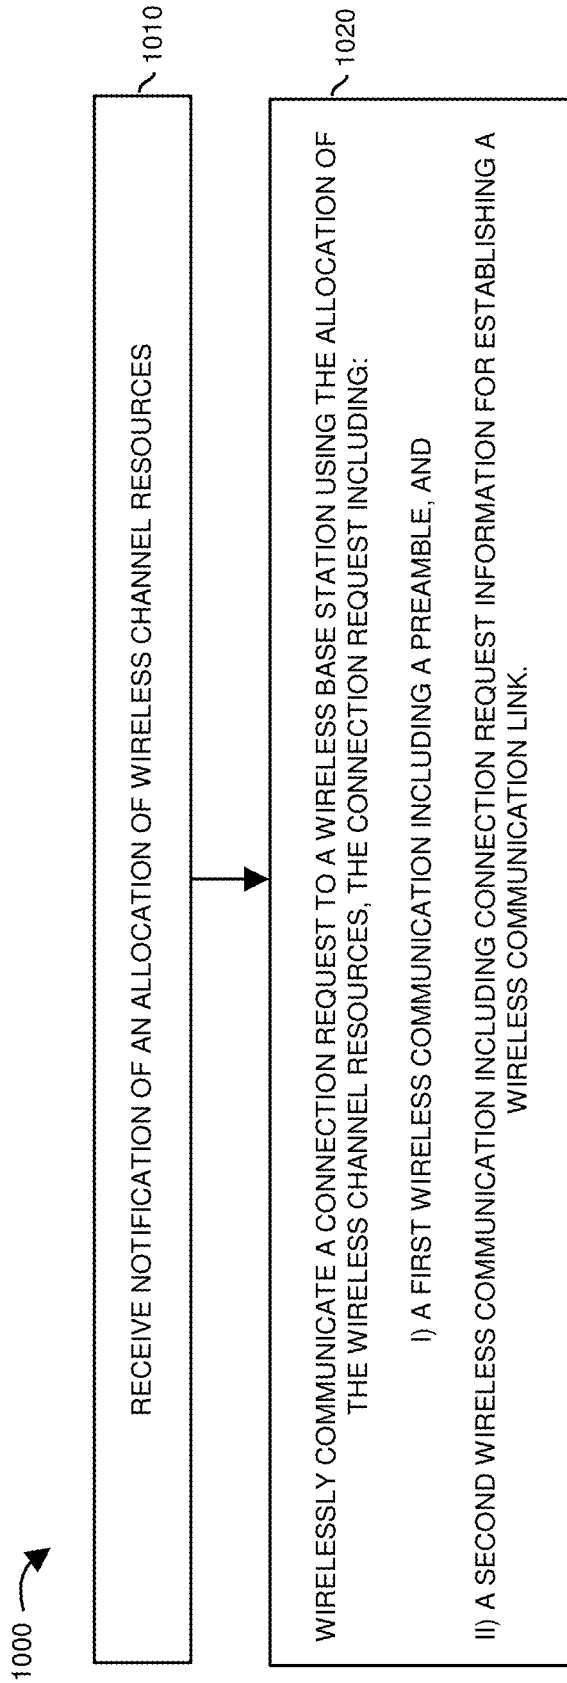 1000
1010
RECEIVE NOTIFICATION OF AN ALLOCATION OF WIRELESS CHANNEL RESOURCES
1020
WIRELESSLY COMMUNICATE A CONNECTION REQUEST TO A WIRELESS BASE STATION USING THE ALLOCATION OF
THE WIRELESS CHANNEL RESOURCES, THE CONNECTION REQUEST INCLUDING:
I) A FIRST WIRELESS COMMUNICATION INCLUDING A PREAMBLE, AND
II) A SECOND WIRELESS COMMUNICATION INCLUDING CONNECTION REQUEST INFORMATION FOR ESTABLISHING A
WIRELESS COMMUNICATION LINK.